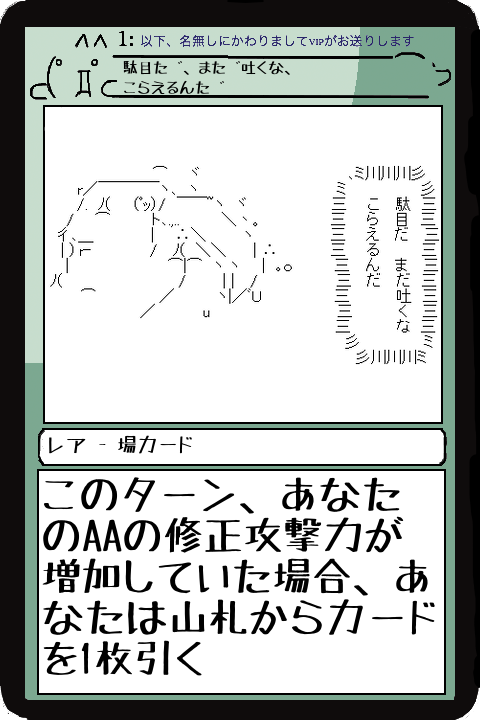 1: 以下、名無しにかわりましてVIPがお送りします
駄目だ゛、また゛吐くな、
こらえるんた゛
駄目だ まだ吐くな
こらえるんだ
レア - 場カード
このターン、あなた
のAAの修正攻撃力が
増加していた場合、あ
なたは山札からカード
を1枚引く